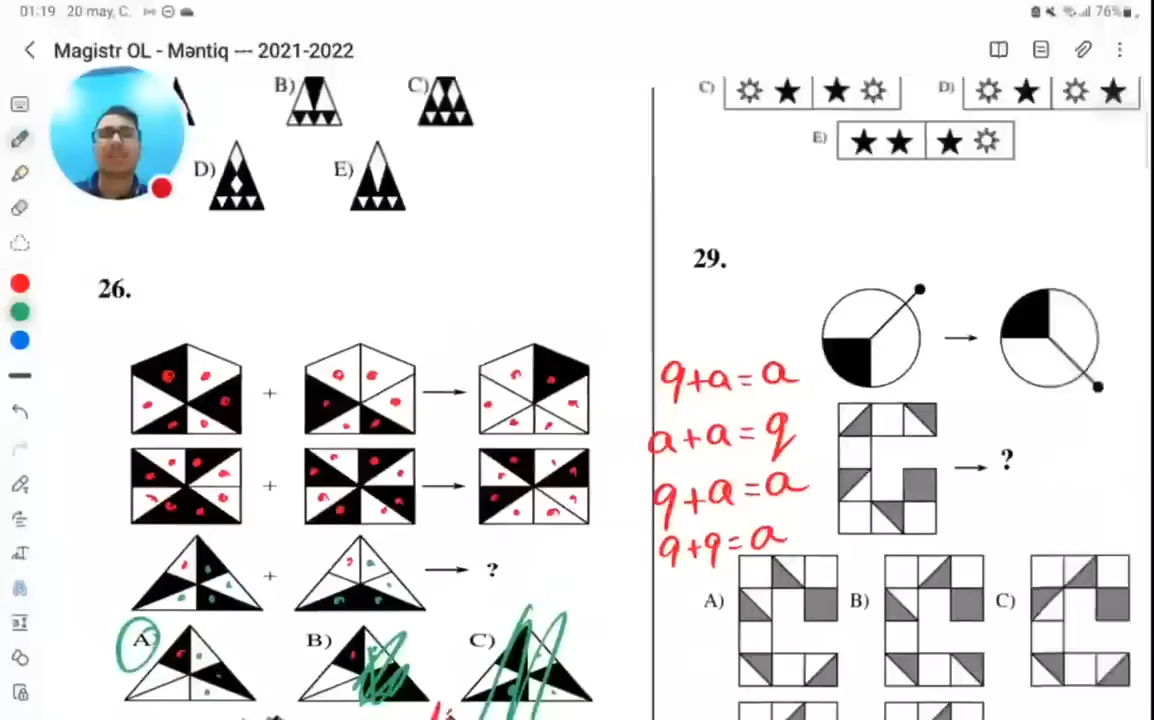 01:19 20 may, C.
76%
Magistr OL - Məntiq — 2021-2022
B)
C)
D)
E)
26.
+
+
+
?
A)
B)
C)
C)
D)
E)
29.
q+a=a
a+a=q
q+a=a
q+q=a
?
A)
B)
C)